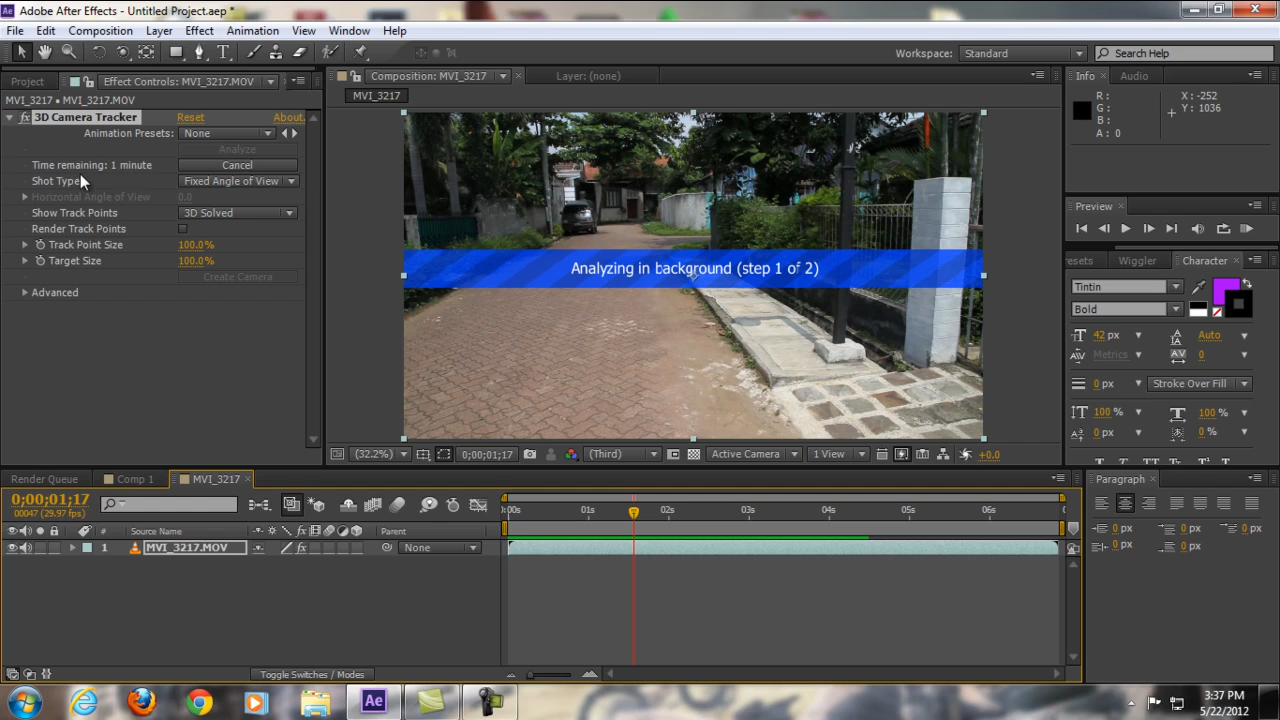 Adobe After Effects - Untitled Project.aep *
File Edit Composition Layer Effect Animation View Window Help
Workspace: Standard Search Help
Project Effect Controls: MVI_3217.MOV
MVI_3217 • MVI_3217.MOV
fx 3D Camera Tracker Reset About.
Animation Presets: None
Analyze
Time remaining: 1 minute Cancel
Shot Type Fixed Angle of View
Horizontal Angle of View 0.0
Show Track Points 3D Solved
Render Track Points
Track Point Size 100.0%
Target Size 100.0%
Create Camera
Advanced
Composition: MVI_3217 Layer: (none)
MVI_3217
Analyzing in background (step 1 of 2)
(32.2%) 0;00;01;17 (Third) Active Camera 1 View +0.0
Info Audio
R: X: -252
G: Y: 1036
B:
A: 0
Preview
resets Wiggler Character
Tintin
Bold
42 px Auto
Metrics 0
0 px Stroke Over Fill
100 % 100 %
0 px 0 %
Render Queue Comp 1 MVI_3217
0;00;01;17
00047 (29.97 fps)
# Source Name Parent
1 MVI_3217.MOV None
:00s 01s 02s 03s 04s 05s 06s
Toggle Switches / Modes
Paragraph
0 px 0 px 0 px
0 px 0 px
Ae
3:37 PM
5/22/2012